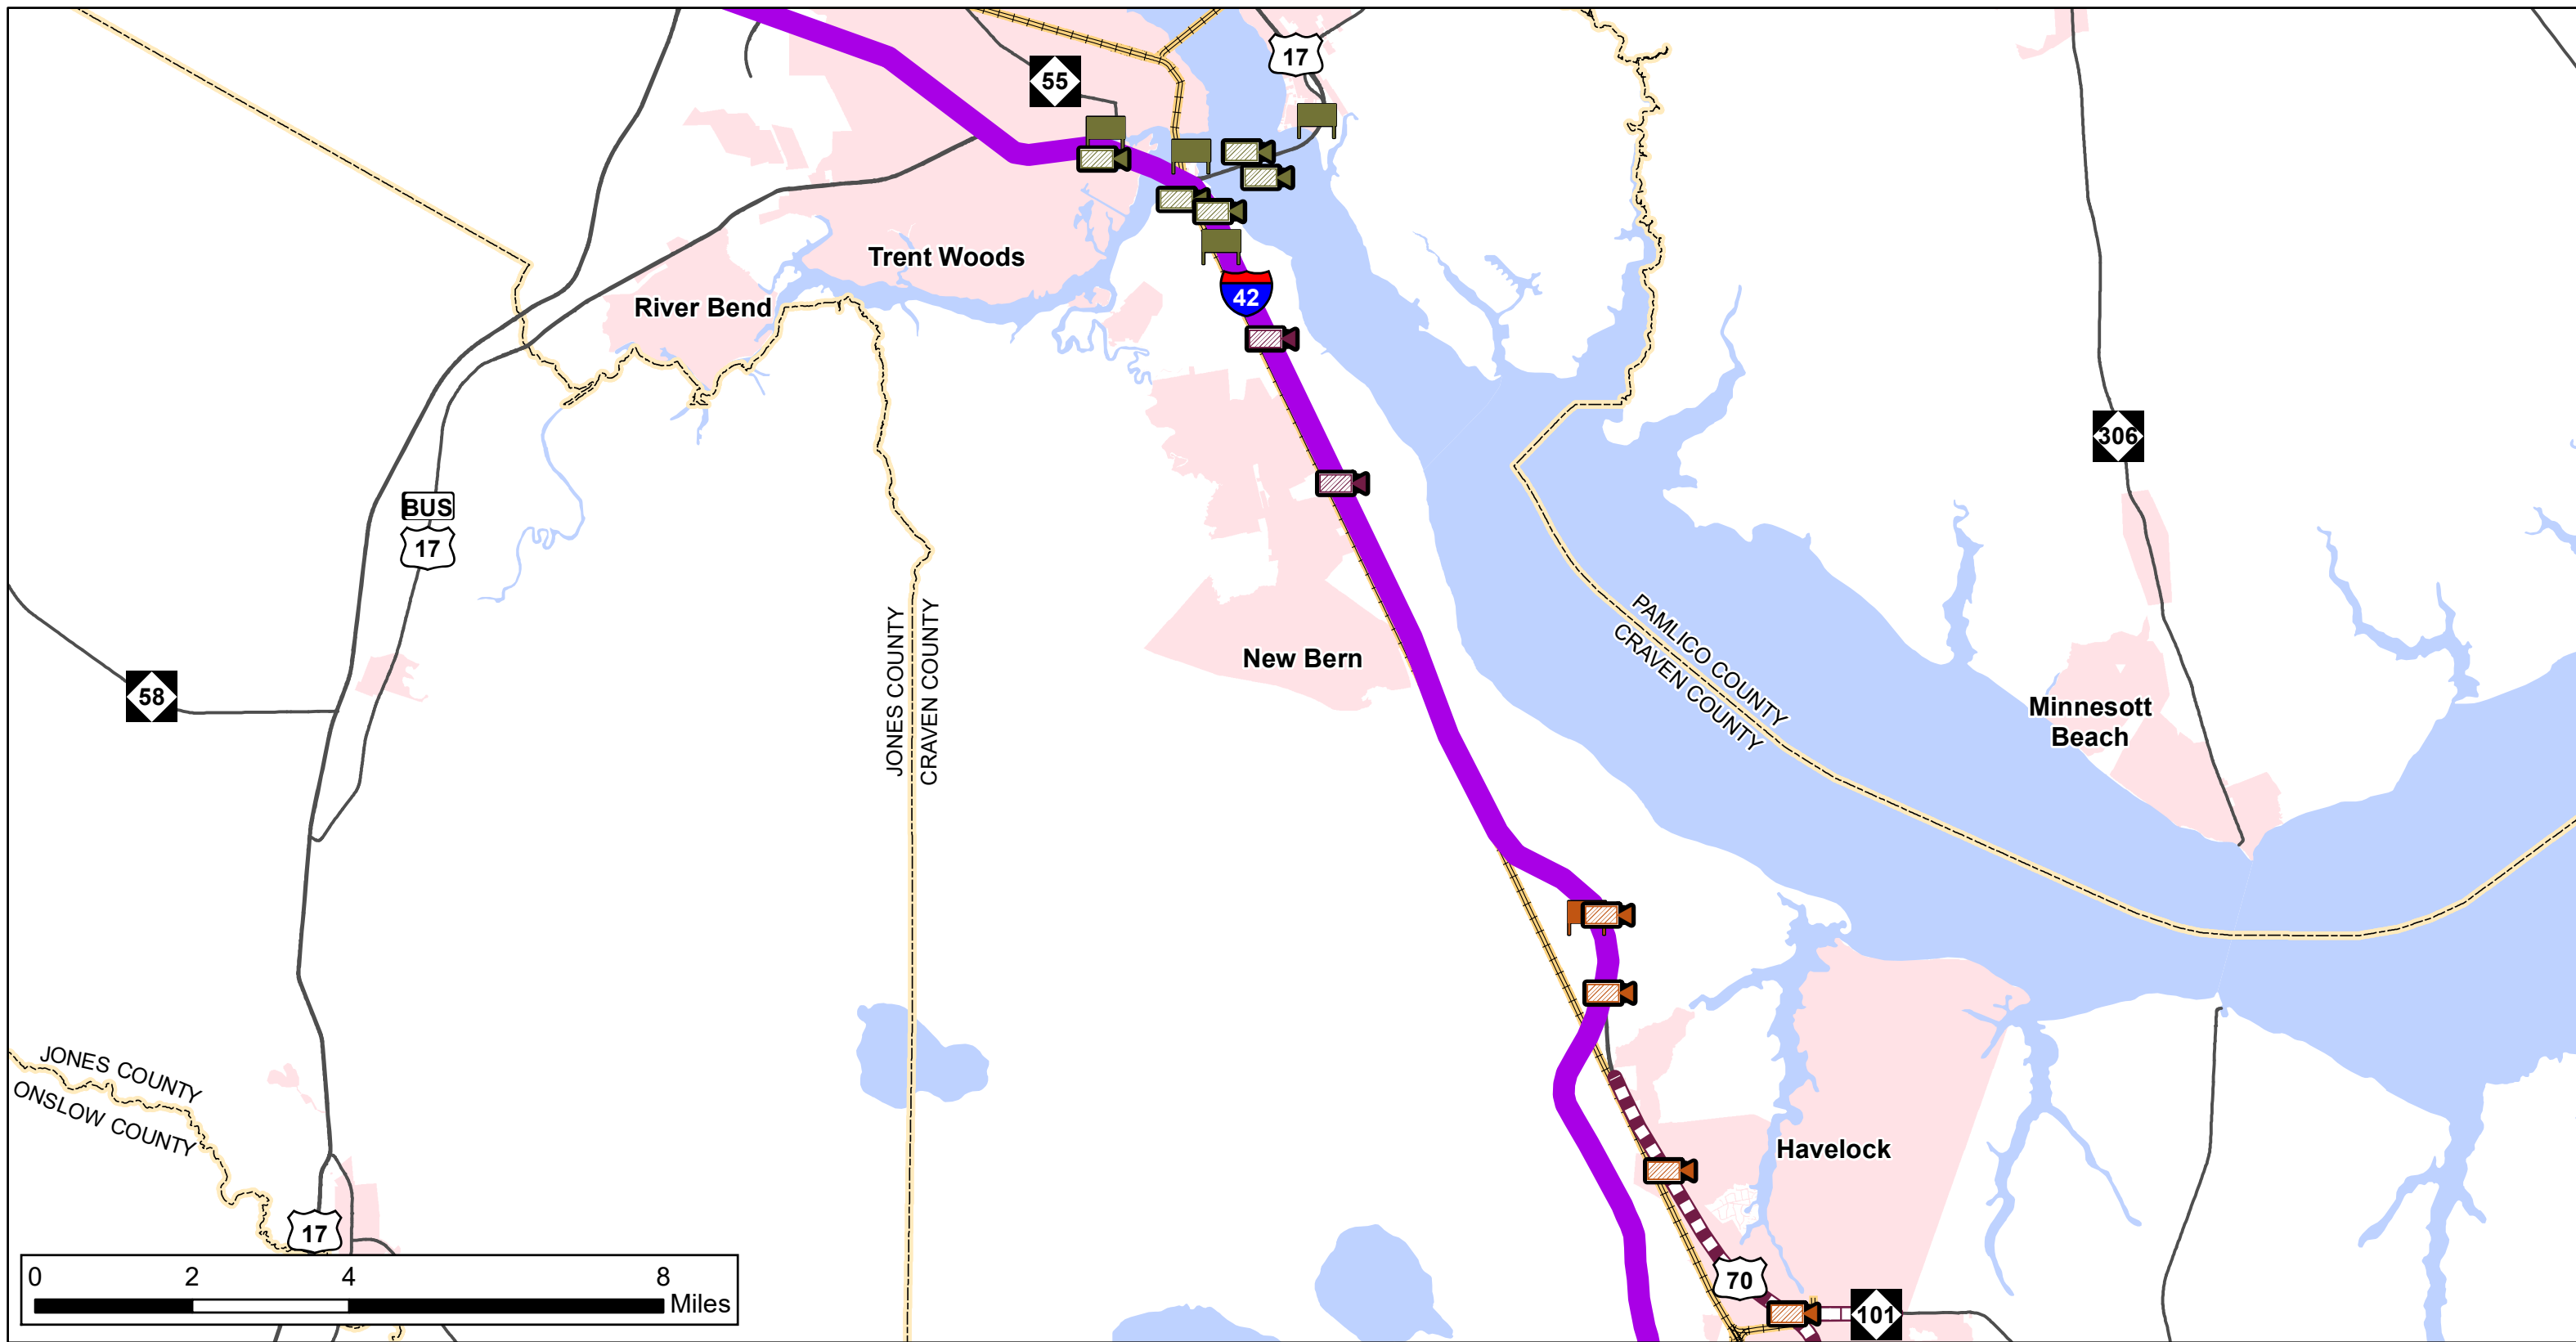 17
55
Trent Woods
42
River Bend
306
BUS
17
PAMLICO COUNTY
CRAVEN COUNTY
JONES COUNTY
CRAVEN COUNTY
New Bern
58
Minnesott
Beach
JONES COUNTY
ONSLOW COUNTY
Havelock
17
70
101
0 2 4 8
Miles